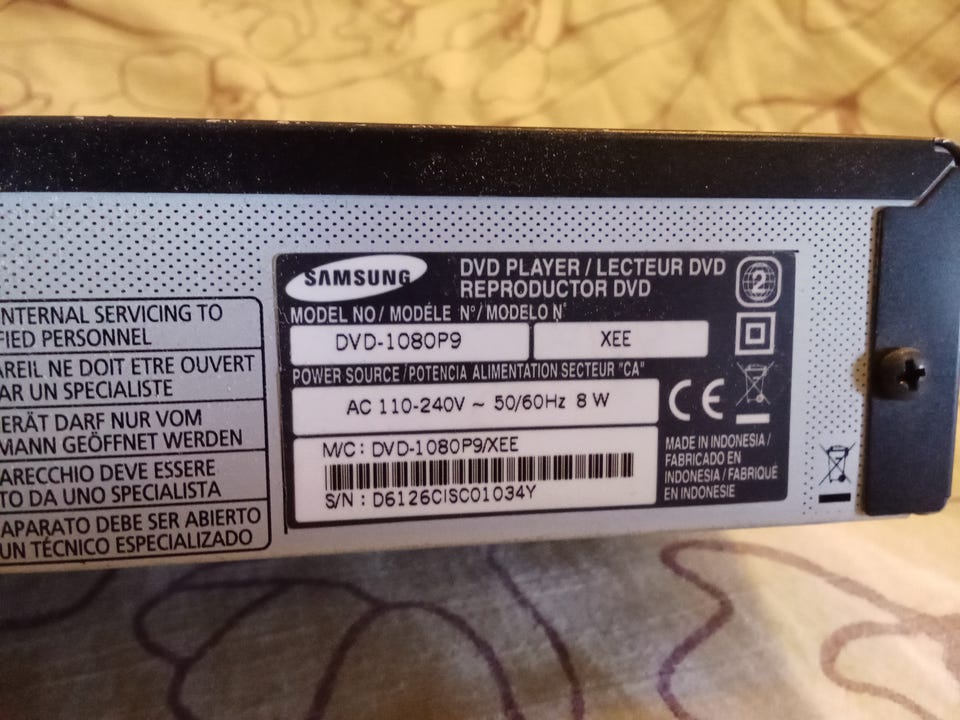 INTERNAL SERVICING TO
FIED PERSONNEL
AREIL NE DOIT ETRE OUVERT
AR UN SPECIALISTE
GERÄT DARF NUR VOM
MANN GEÖFFNET WERDEN
ARECCHIO DEVE ESSERE
TO DA UNO SPECIALISTA
APARATO DEBE SER ABIERTO
UN TÉCNICO ESPECIALIZADO
SAMSUNG
DVD PLAYER / LECTEUR DVD
REPRODUCTOR DVD
2
MODEL NO / MODÉLE N° / MODELO N°
DVD-1080P9
XEE
POWER SOURCE / POTENCIA ALIMENTATION SECTEUR "CA"
AC 110-240V ~ 50/60Hz 8 W
CE
M/C : DVD-1080P9/XEE
S/N : D6126CISC01034Y
MADE IN INDONESIA /
FABRICADO EN
INDONESIA / FABRIQUÉ
EN INDONESIE